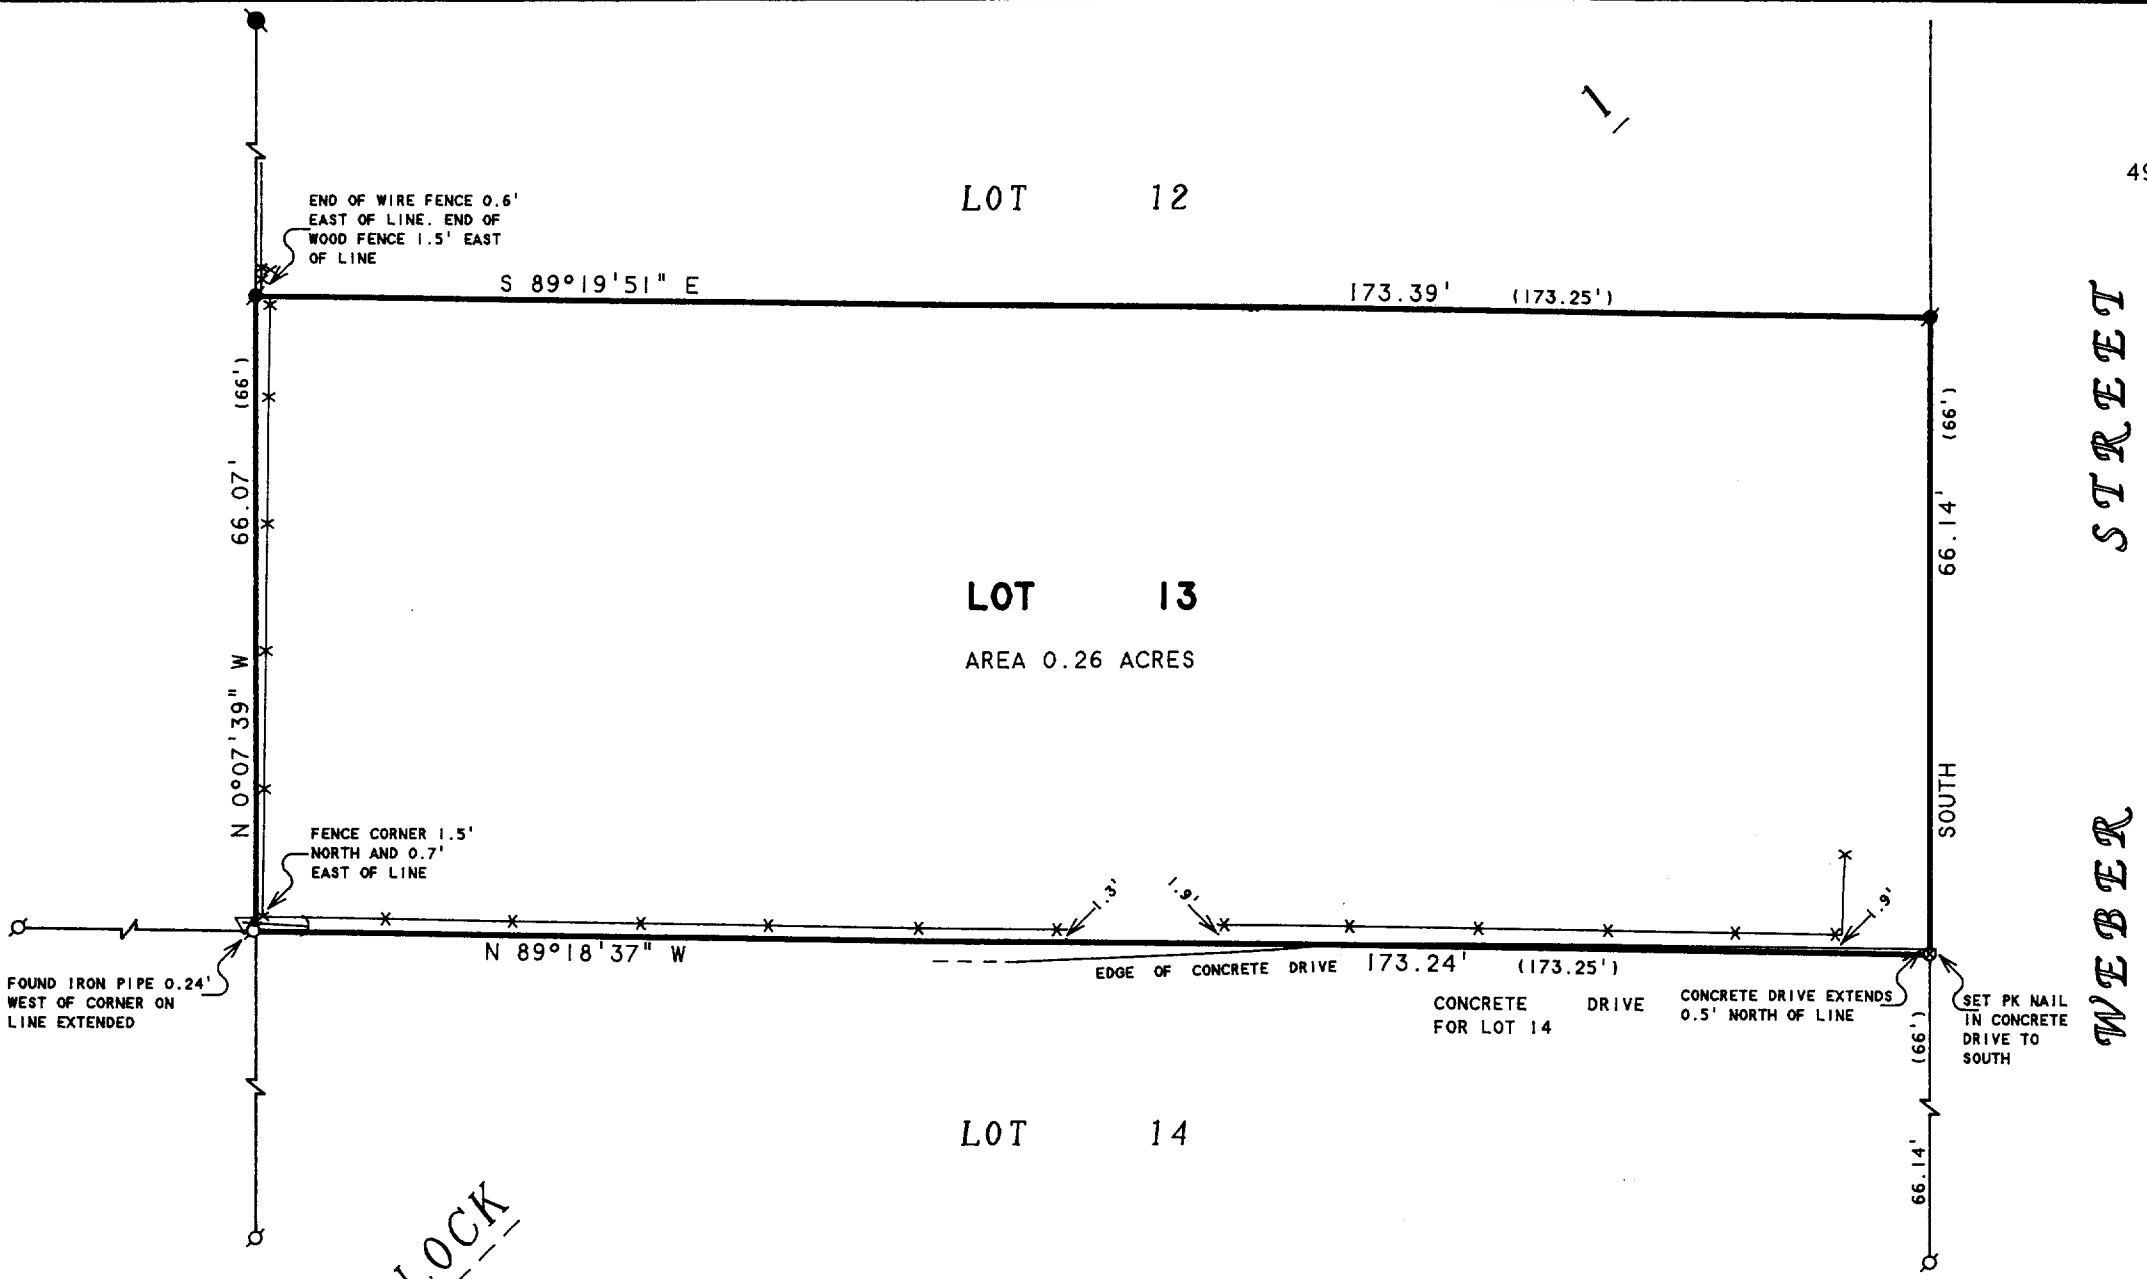 1
49
LOT 12
END OF WIRE FENCE 0.6'
EAST OF LINE. END OF
WOOD FENCE 1.5' EAST
OF LINE
S 89°19'51" E
173.39' (173.25')
(66')
66.07'
N 0°07'39" W
(66')
66.14'
SOUTH
STREET
WEBER
LOT 13
AREA 0.26 ACRES
FENCE CORNER 1.5'
NORTH AND 0.7'
EAST OF LINE
1.3'
1.9'
1.9'
N 89°18'37" W
EDGE OF CONCRETE DRIVE
173.24' (173.25')
FOUND IRON PIPE 0.24'
WEST OF CORNER ON
LINE EXTENDED
CONCRETE DRIVE
FOR LOT 14
CONCRETE DRIVE EXTENDS
0.5' NORTH OF LINE
SET PK NAIL
IN CONCRETE
DRIVE TO
SOUTH
(66')
66.14'
LOT 14
LOCK